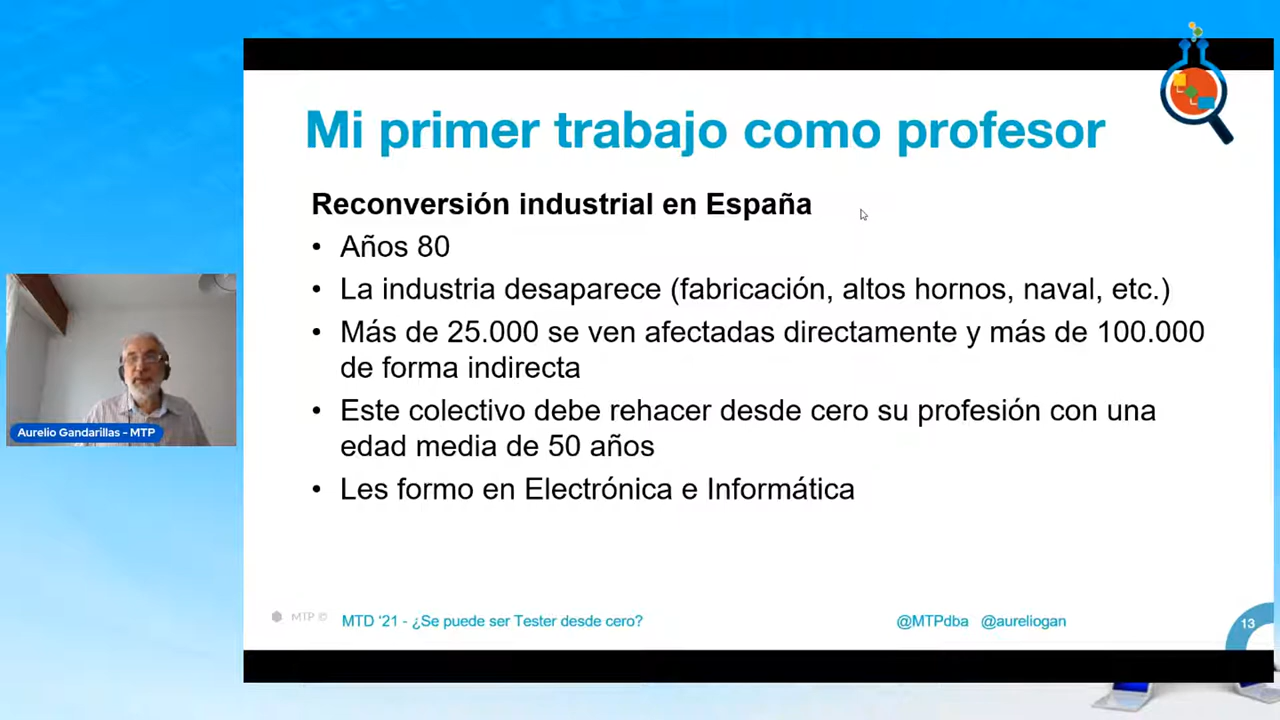 Mi primer trabajo como profesor
Reconversión industrial en España
• Años 80
• La industria desaparece (fabricación, altos hornos, naval, etc.)
• Más de 25.000 se ven afectadas directamente y más de 100.000
de forma indirecta
• Este colectivo debe rehacer desde cero su profesión con una
edad media de 50 años
• Les formo en Electrónica e Informática
Aurelio Gandarillas - MTP
MTP © MTD ‘21 - ¿Se puede ser Tester desde cero? @MTPdba @aureliogan 13